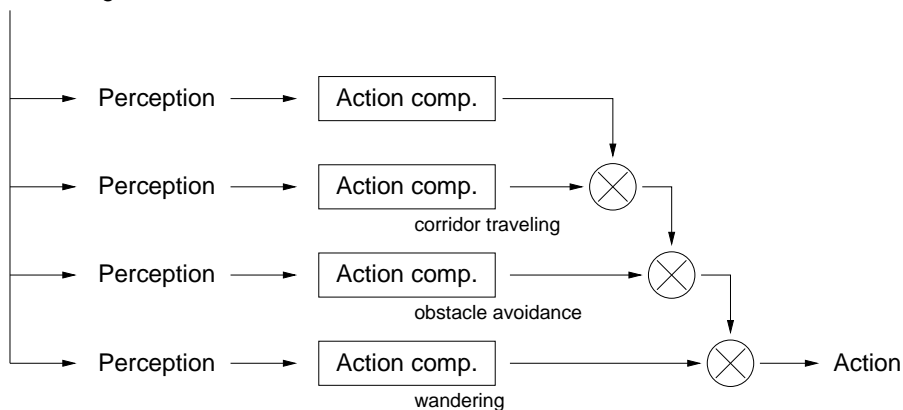 Perception Action comp.
Perception Action comp.
corridor traveling
Perception Action comp.
obstacle avoidance
Perception Action comp. Action
wandering